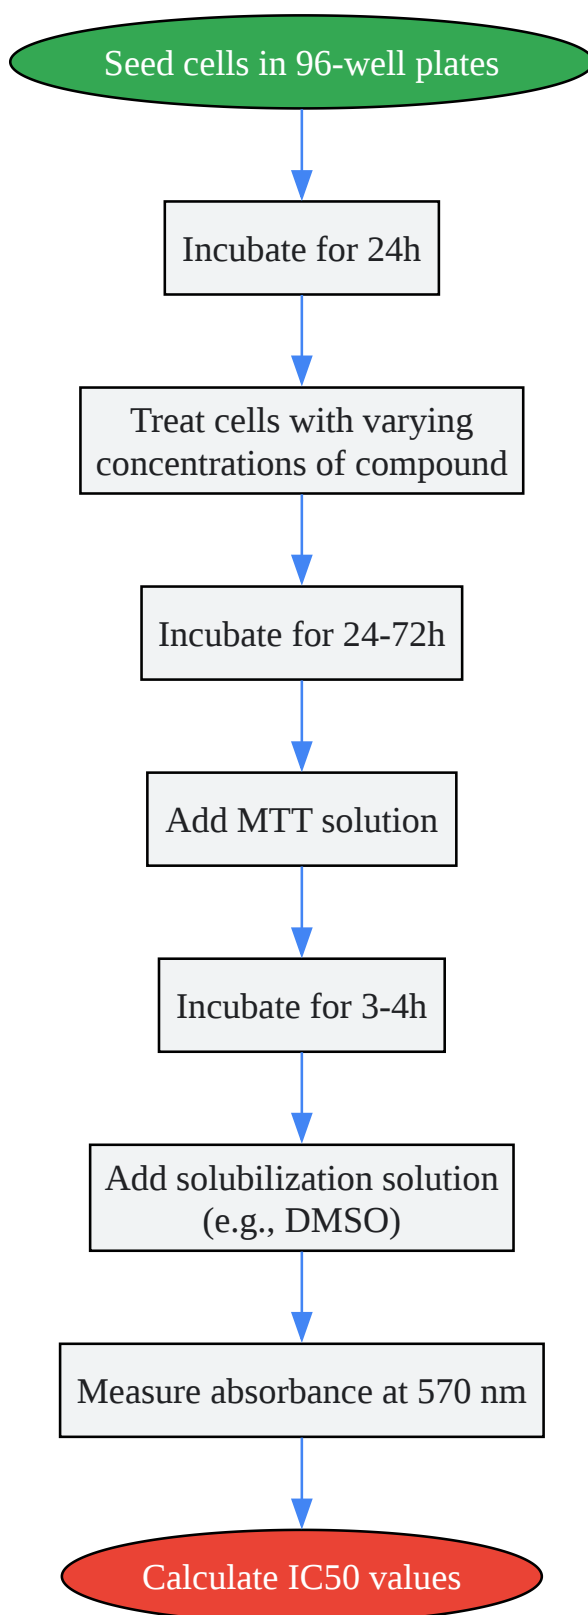 Seed cells in 96-well plates
Incubate for 24h
Treat cells with varying
concentrations of compound
Incubate for 24-72h
Add MTT solution
Incubate for 3-4h
Add solubilization solution
(e.g., DMSO)
Measure absorbance at 570 nm
Calculate IC50 values